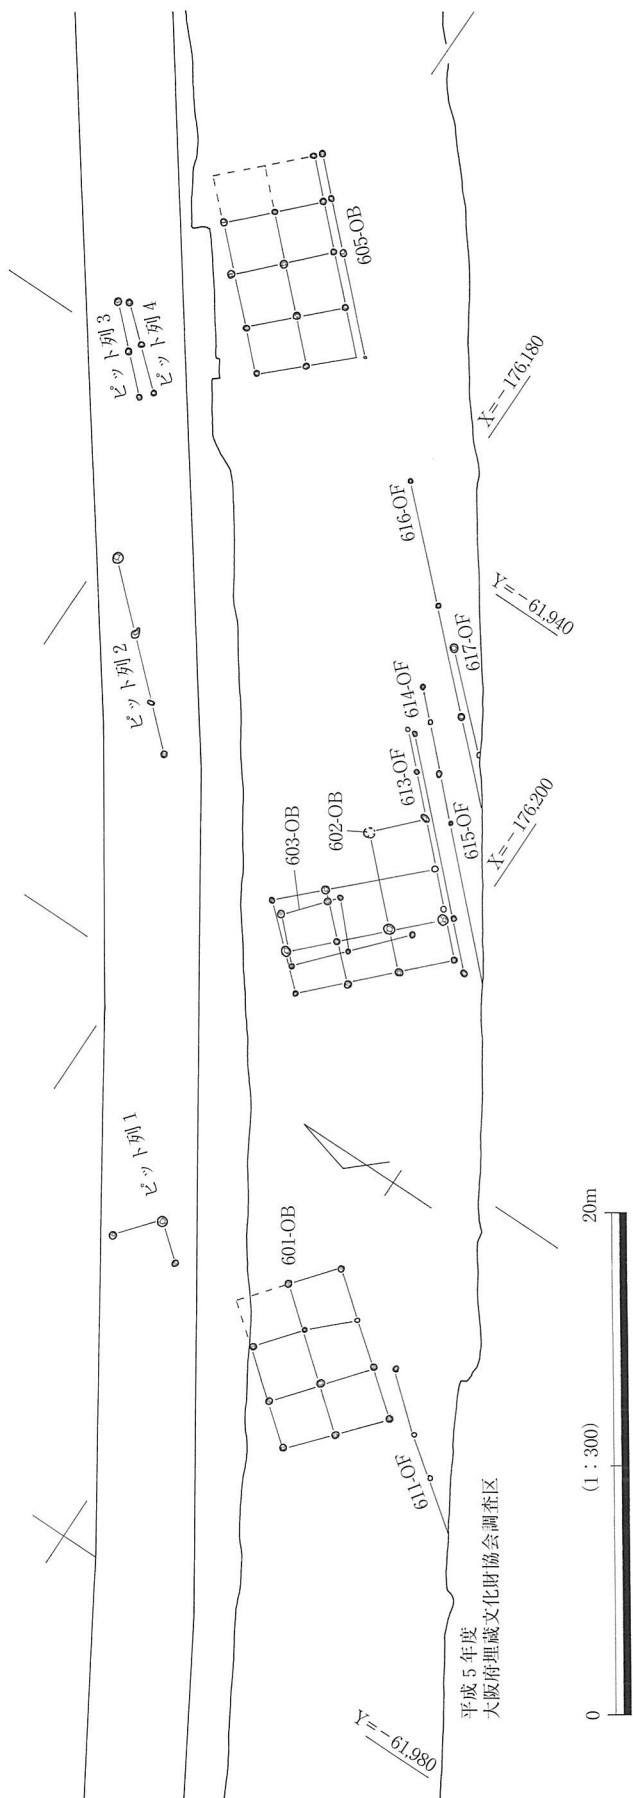 ピット列 1
ピット列 2
ピット列 3
ピット列 4
601-OB
611-OF
603-OB
602-OB
613-OF
614-OF
615-OF
616-OF
617-OF
605-OB
Y=-61,980
X=-176,200
Y=-61,940
X=-176,180
平成 5 年度
大阪府埋蔵文化財協会調査区
0
(1:300)
20m